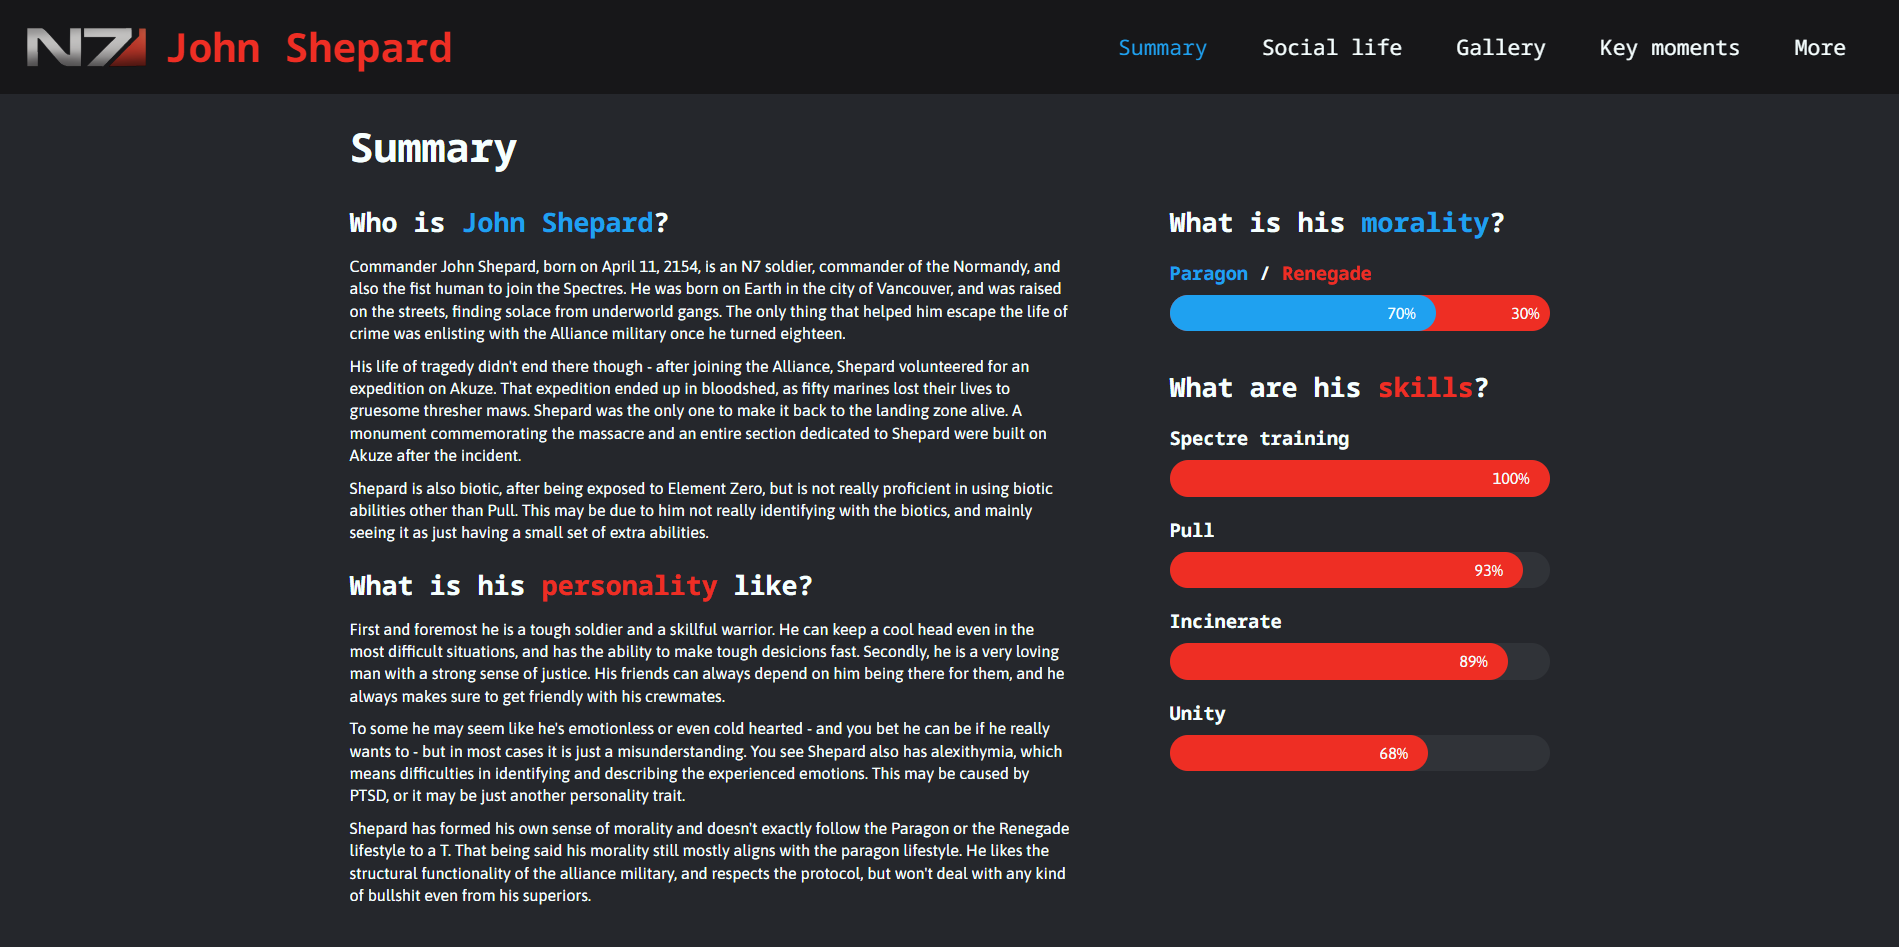 N7 John Shepard
Summary Social life Gallery Key moments More
Summary
Who is John Shepard?
Commander John Shepard, born on April 11, 2154, is an N7 soldier, commander of the Normandy, and
also the fist human to join the Spectres. He was born on Earth in the city of Vancouver, and was raised
on the streets, finding solace from underworld gangs. The only thing that helped him escape the life of
crime was enlisting with the Alliance military once he turned eighteen.
His life of tragedy didn't end there though - after joining the Alliance, Shepard volunteered for an
expedition on Akuze. That expedition ended up in bloodshed, as fifty marines lost their lives to
gruesome thresher maws. Shepard was the only one to make it back to the landing zone alive. A
monument commemorating the massacre and an entire section dedicated to Shepard were built on
Akuze after the incident.
Shepard is also biotic, after being exposed to Element Zero, but is not really proficient in using biotic
abilities other than Pull. This may be due to him not really identifying with the biotics, and mainly
seeing it as just having a small set of extra abilities.
What is his personality like?
First and foremost he is a tough soldier and a skillful warrior. He can keep a cool head even in the
most difficult situations, and has the ability to make tough desicions fast. Secondly, he is a very loving
man with a strong sense of justice. His friends can always depend on him being there for them, and he
always makes sure to get friendly with his crewmates.
To some he may seem like he's emotionless or even cold hearted - and you bet he can be if he really
wants to - but in most cases it is just a misunderstanding. You see Shepard also has alexithymia, which
means difficulties in identifying and describing the experienced emotions. This may be caused by
PTSD, or it may be just another personality trait.
Shepard has formed his own sense of morality and doesn't exactly follow the Paragon or the Renegade
lifestyle to a T. That being said his morality still mostly aligns with the paragon lifestyle. He likes the
structural functionality of the alliance military, and respects the protocol, but won't deal with any kind
of bullshit even from his superiors.
What is his morality?
Paragon / Renegade
70% 30%
What are his skills?
Spectre training
100%
Pull
93%
Incinerate
89%
Unity
68%